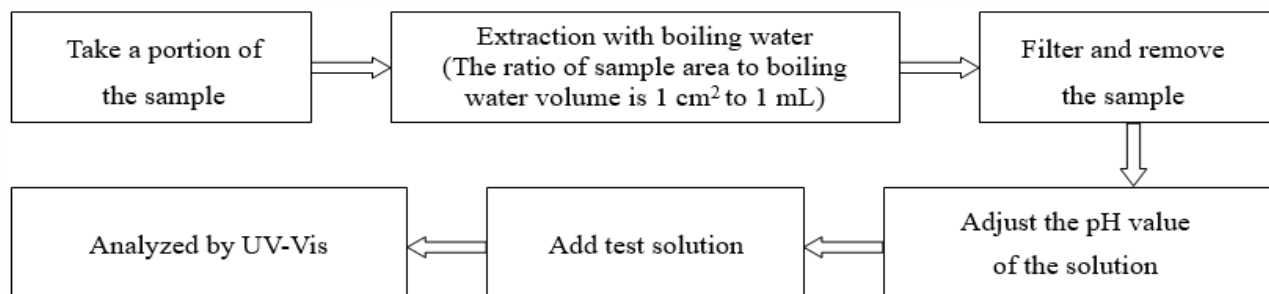 Take a portion of
the sample
Extraction with boiling water
(The ratio of sample area to boiling
water volume is 1 cm² to 1 mL)
Filter and remove
the sample
Adjust the pH value
of the solution
Add test solution
Analyzed by UV-Vis